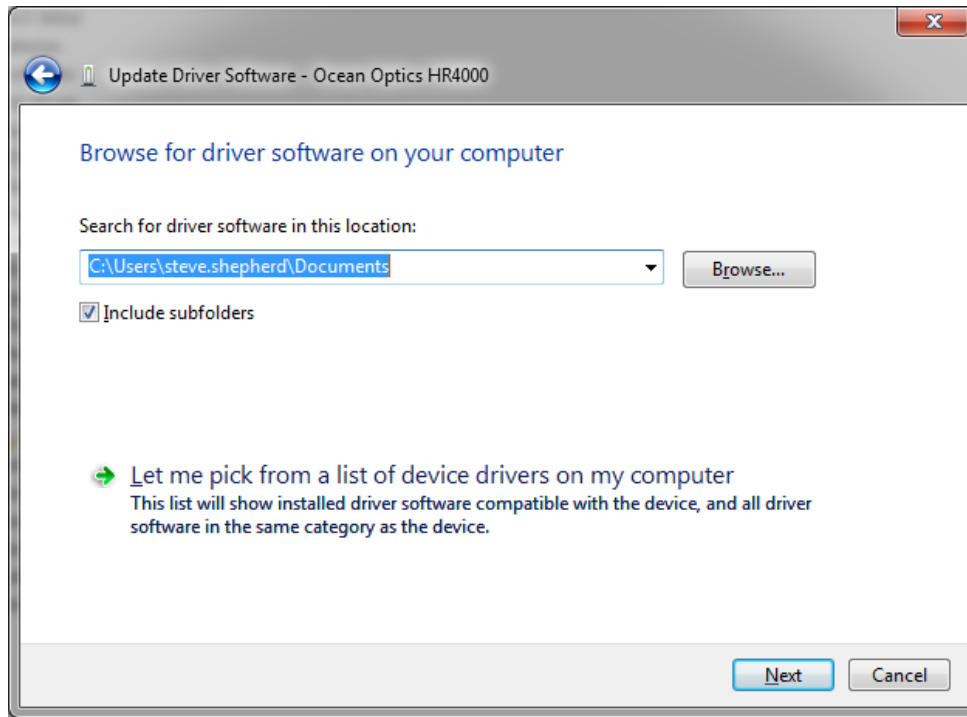 Update Driver Software - Ocean Optics HR4000
Browse for driver software on your computer
Search for driver software in this location:
C:\Users\steve.shepherd\Documents
Browse...
Include subfolders
Let me pick from a list of device drivers on my computer
This list will show installed driver software compatible with the device, and all driver
software in the same category as the device.
Next
Cancel